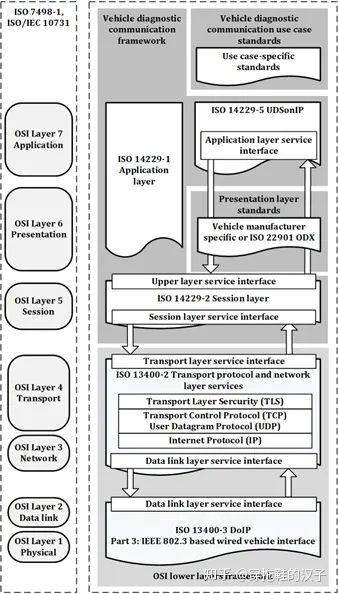 ISO 7498-1,
ISO/IEC 10731
OSI Layer 7
Application
OSI Layer 6
Presentation
OSI Layer 5
Session
OSI Layer 4
Transport
OSI Layer 3
Network
OSI Layer 2
Data link
OSI Layer 1
Physical
Vehicle diagnostic
communication
framework
Vehicle diagnostic
communication use case
standards
Use case-specific
standards
ISO 14229-1
Application
layer
ISO 14229-5 UDSonIP
Application layer service
interface
Presentation layer
standards
Vehicle manufacturer
specific or ISO 22901 ODX
Upper layer service interface
ISO 14229-2 Session layer
Session layer service interface
Transport layer service interface
ISO 13400-2 Transport protocol and network
layer services
Transport Layer Sercurity (TLS)
Transport Control Protocol (TCP)
User Datagram Protocol (UDP)
Internet Protocol (IP)
Data link layer service interface
Data link layer service interface
ISO 13400-3 DoIP
Part 3: IEEE 802.3 based wired vehicle interface
OSI lower layers framework
知乎 @穿拖鞋的汉子